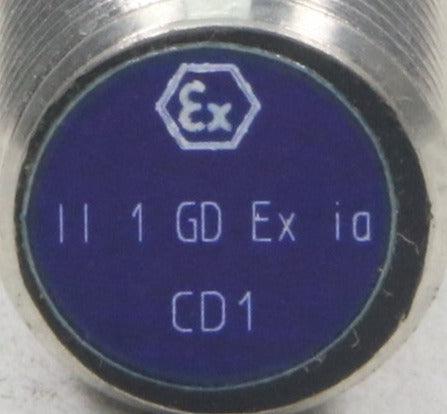 Ex
II 1 GD Ex ia
CD1